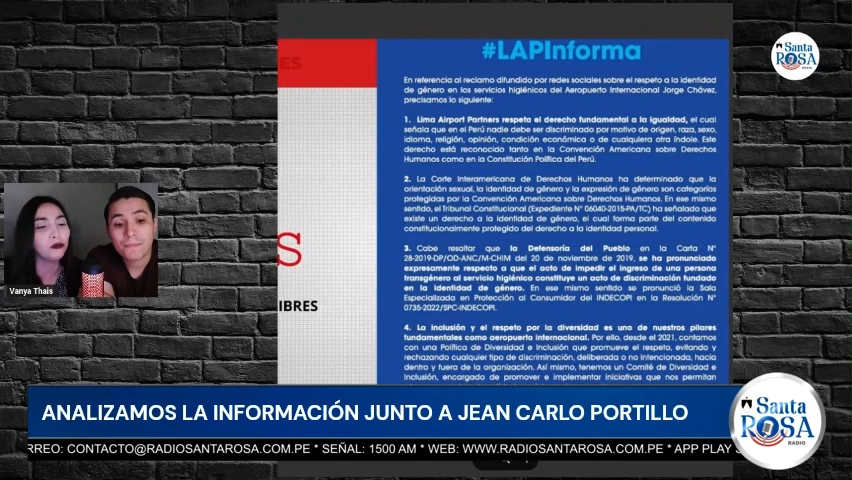 #LAPInforma
ES
En referencia al reclamo difundido por redes sociales sobre el respeto a la identidad
de género en los servicios higiénicos del Aeropuerto Internacional Jorge Chávez,
precisamos lo siguiente:
1. Lima Airport Partners respeta el derecho fundamental a la igualdad, el cual
señala que en el Perú nadie debe ser discriminado por motivo de origen, raza, sexo,
idioma, religión, opinión, condición económica o de cualquiera otra índole. Este
derecho está reconocido tanto en la Convención Americana sobre Derechos
Humanos como en la Constitución Política del Perú.
2. La Corte Interamericana de Derechos Humanos ha determinado que la
orientación sexual, la identidad de género y la expresión de género son categorías
protegidas por la Convención Americana sobre Derechos Humanos. En ese mismo
sentido, el Tribunal Constitucional (Expediente N° 06040-2015-PA/TC) ha señalado que
existe un derecho a la identidad de género, el cual forma parte del contenido
constitucionalmente protegido del derecho a la identidad personal.
3. Cabe resaltar que la Defensoría del Pueblo en la Carta N°
28-2019-DP/OD-ANC/M-CHIM del 20 de noviembre de 2019, se ha pronunciado
expresamente respecto a que el acto de impedir el ingreso de una persona
transgénero al servicio higiénico constituye un acto de discriminación fundado
en la identidad de género. En ese mismo sentido se pronunció la Sala
Especializada en Protección al Consumidor del INDECOPI en la Resolución N°
0735-2022/SPC-INDECOPI.
4. La inclusión y el respeto por la diversidad es uno de nuestros pilares
fundamentales como aeropuerto internacional. Por ello, desde el 2021, contamos
con una Política de Diversidad e Inclusión que promueve el respeto, evitando y
rechazando cualquier tipo de discriminación, deliberada o no intencionada, hacia
dentro y fuera de la organización. Así mismo, tenemos un Comité de Diversidad e
Inclusión, encargado de promover e implementar iniciativas que nos permitan
S
IBRES
Vanya Thais
Santa
ROSA
RADIO
ANALIZAMOS LA INFORMACIÓN JUNTO A JEAN CARLO PORTILLO
RREO: CONTACTO@RADIOSANTAROSA.COM.PE * SEÑAL: 1500 AM * WEB: WWW.RADIOSANTAROSA.COM.PE * APP PLAY
Santa
ROSA
RADIO